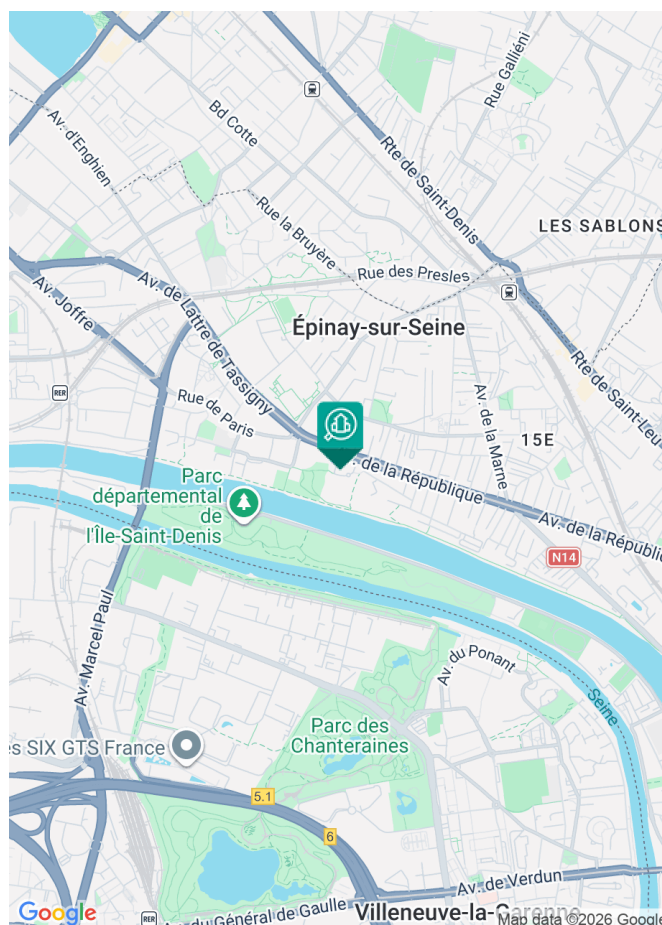 Rue Galliéni
Bd Cotte
Av. d'Enghien
Rte de Saint-Denis
LES SABLONS
Rue la Bruyère
Rue des Presles
Av. de Lattre de Tassigny
Av. Joffre
Épinay-sur-Seine
Rte de Saint-Leu
RER
Rue de Paris
Av. de la Marne
15E
. de la République
Parc
départemental
de
l'Île-Saint-Denis
Av. de la Républiq
N14
Av. Marcel Paul
Av. du Ponant
Seine
Parc des
Chanteraines
es SIX GTS France
5.1
6
Av. de Verdun
Google
RER
du Général de Gaulle
Villeneuve-la-Garenne
Map data ©2026 Google